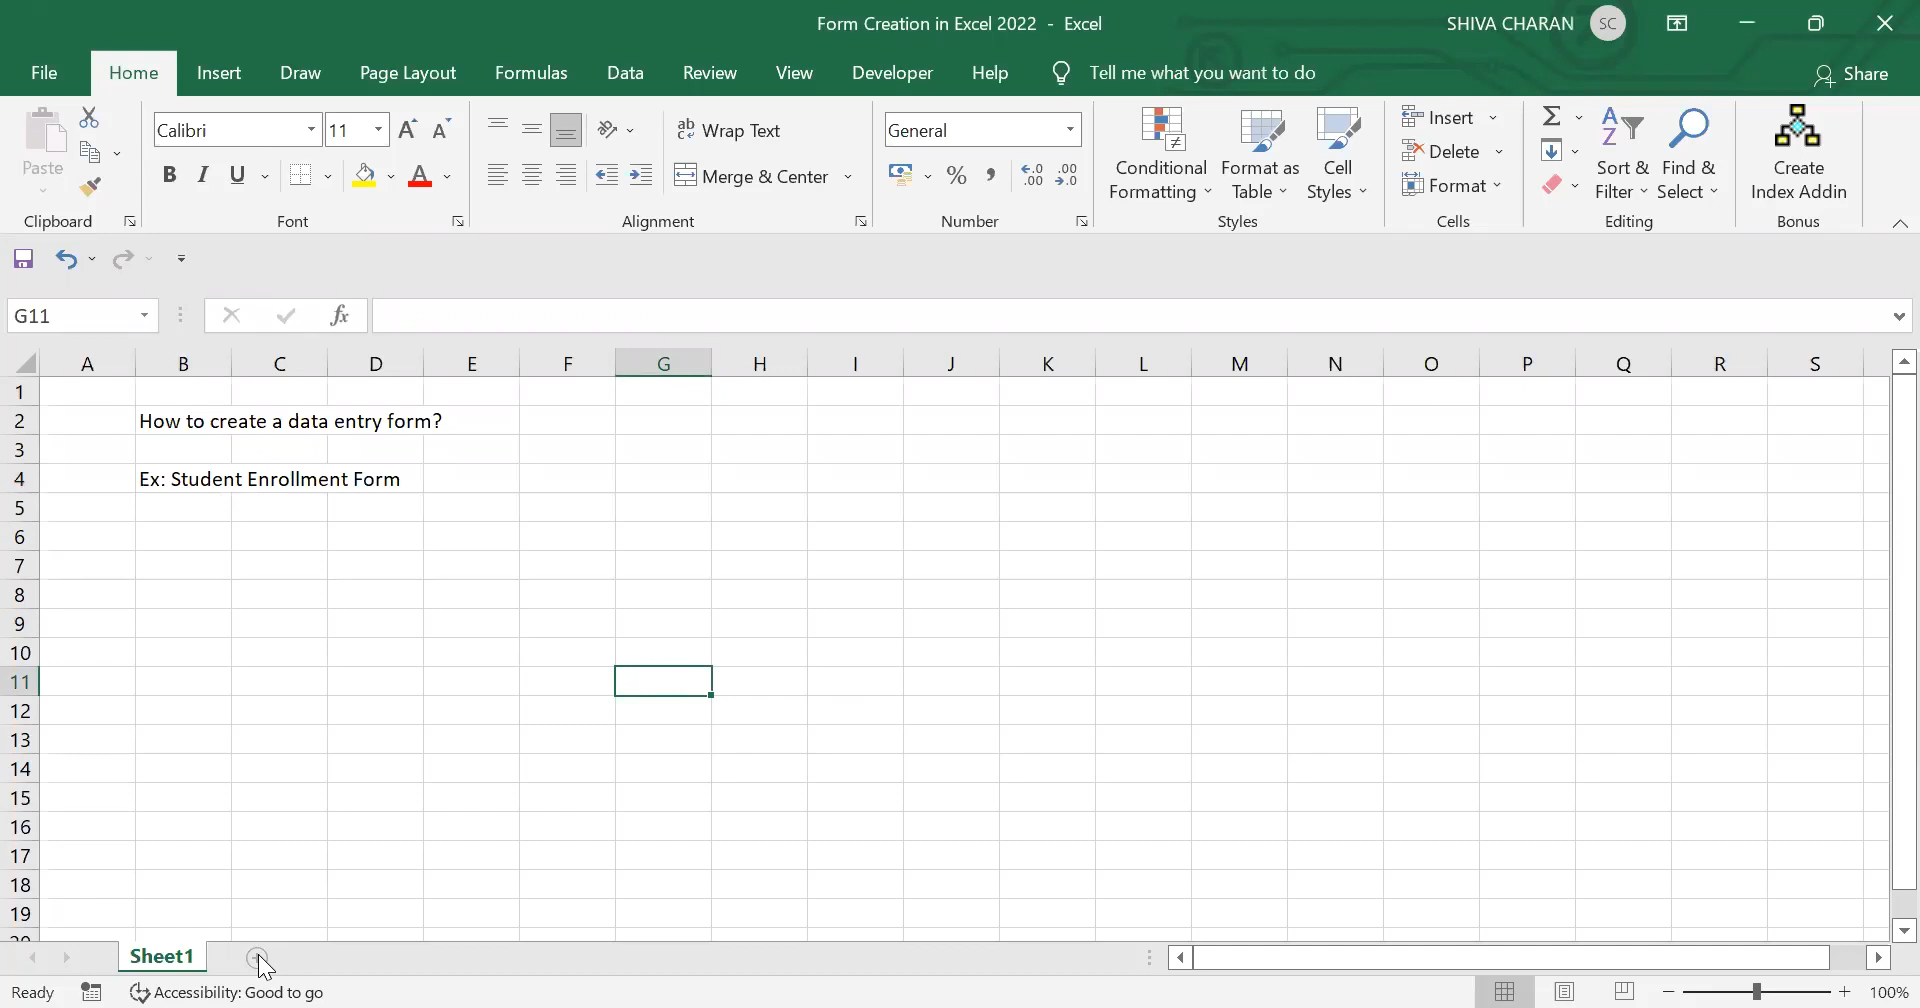 Form Creation in Excel 2022 - Excel
SHIVA CHARAN SC
File Home Insert Draw Page Layout Formulas Data Review View Developer Help Tell me what you want to do Share
Paste
Clipboard
Calibri 11
B I U A
Font
Wrap Text
Merge & Center
Alignment
General
Number
Conditional Formatting
Format as Table
Cell Styles
Styles
Insert
Delete
Format
Cells
Sort & Filter
Find & Select
Editing
Create Index Addin
Bonus
G11 fx
A B C D E F G H I J K L M N O P Q R S
1
2 How to create a data entry form?
3
4 Ex: Student Enrollment Form
5
6
7
8
9
10
11
12
13
14
15
16
17
18
19
20
Sheet1
Ready Accessibility: Good to go 100%